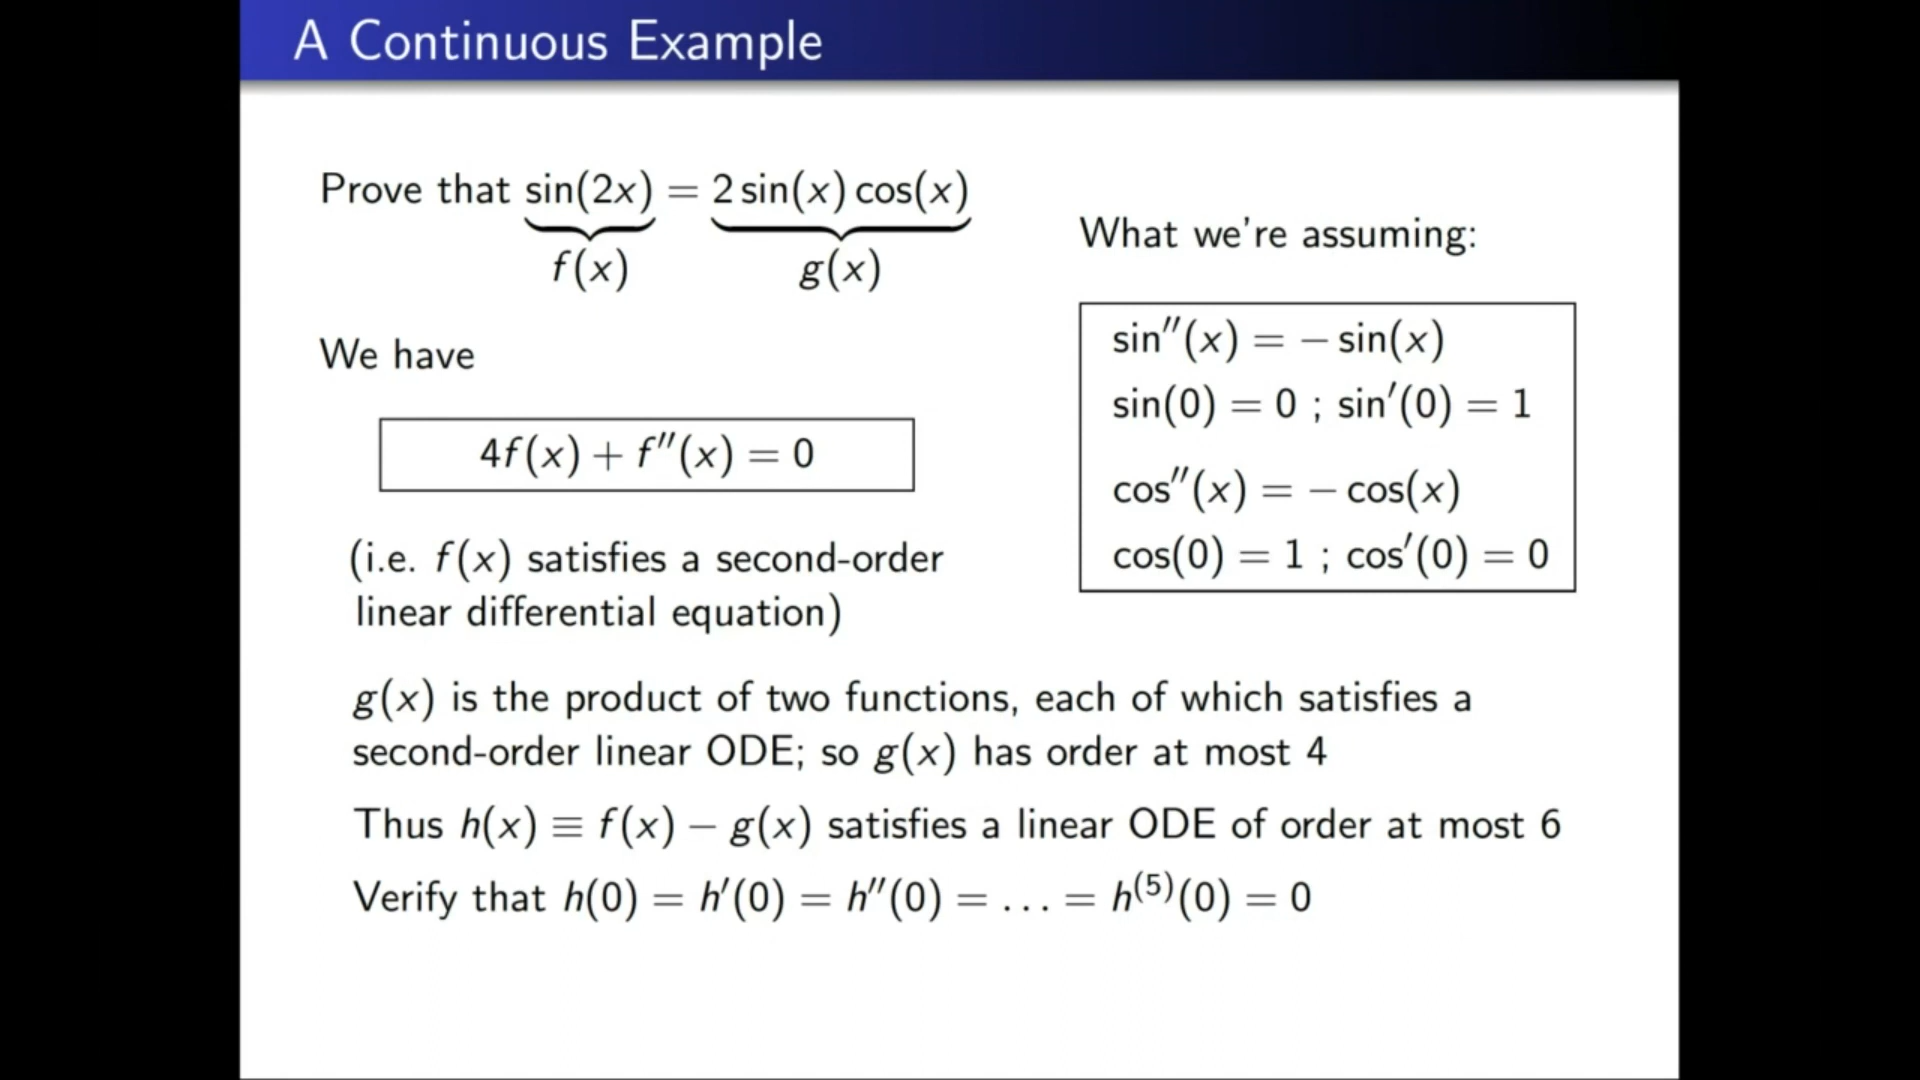 A Continuous Example
Prove that sin(2x) = 2 sin(x) cos(x)
f(x) g(x)
What we're assuming:
sin″(x) = − sin(x)
sin(0) = 0 ; sin′(0) = 1
cos″(x) = − cos(x)
cos(0) = 1 ; cos′(0) = 0
We have
4f(x) + f″(x) = 0
(i.e. f(x) satisfies a second-order
linear differential equation)
g(x) is the product of two functions, each of which satisfies a
second-order linear ODE; so g(x) has order at most 4
Thus h(x) ≡ f(x) − g(x) satisfies a linear ODE of order at most 6
Verify that h(0) = h′(0) = h″(0) = . . . = h⁽⁵⁾(0) = 0